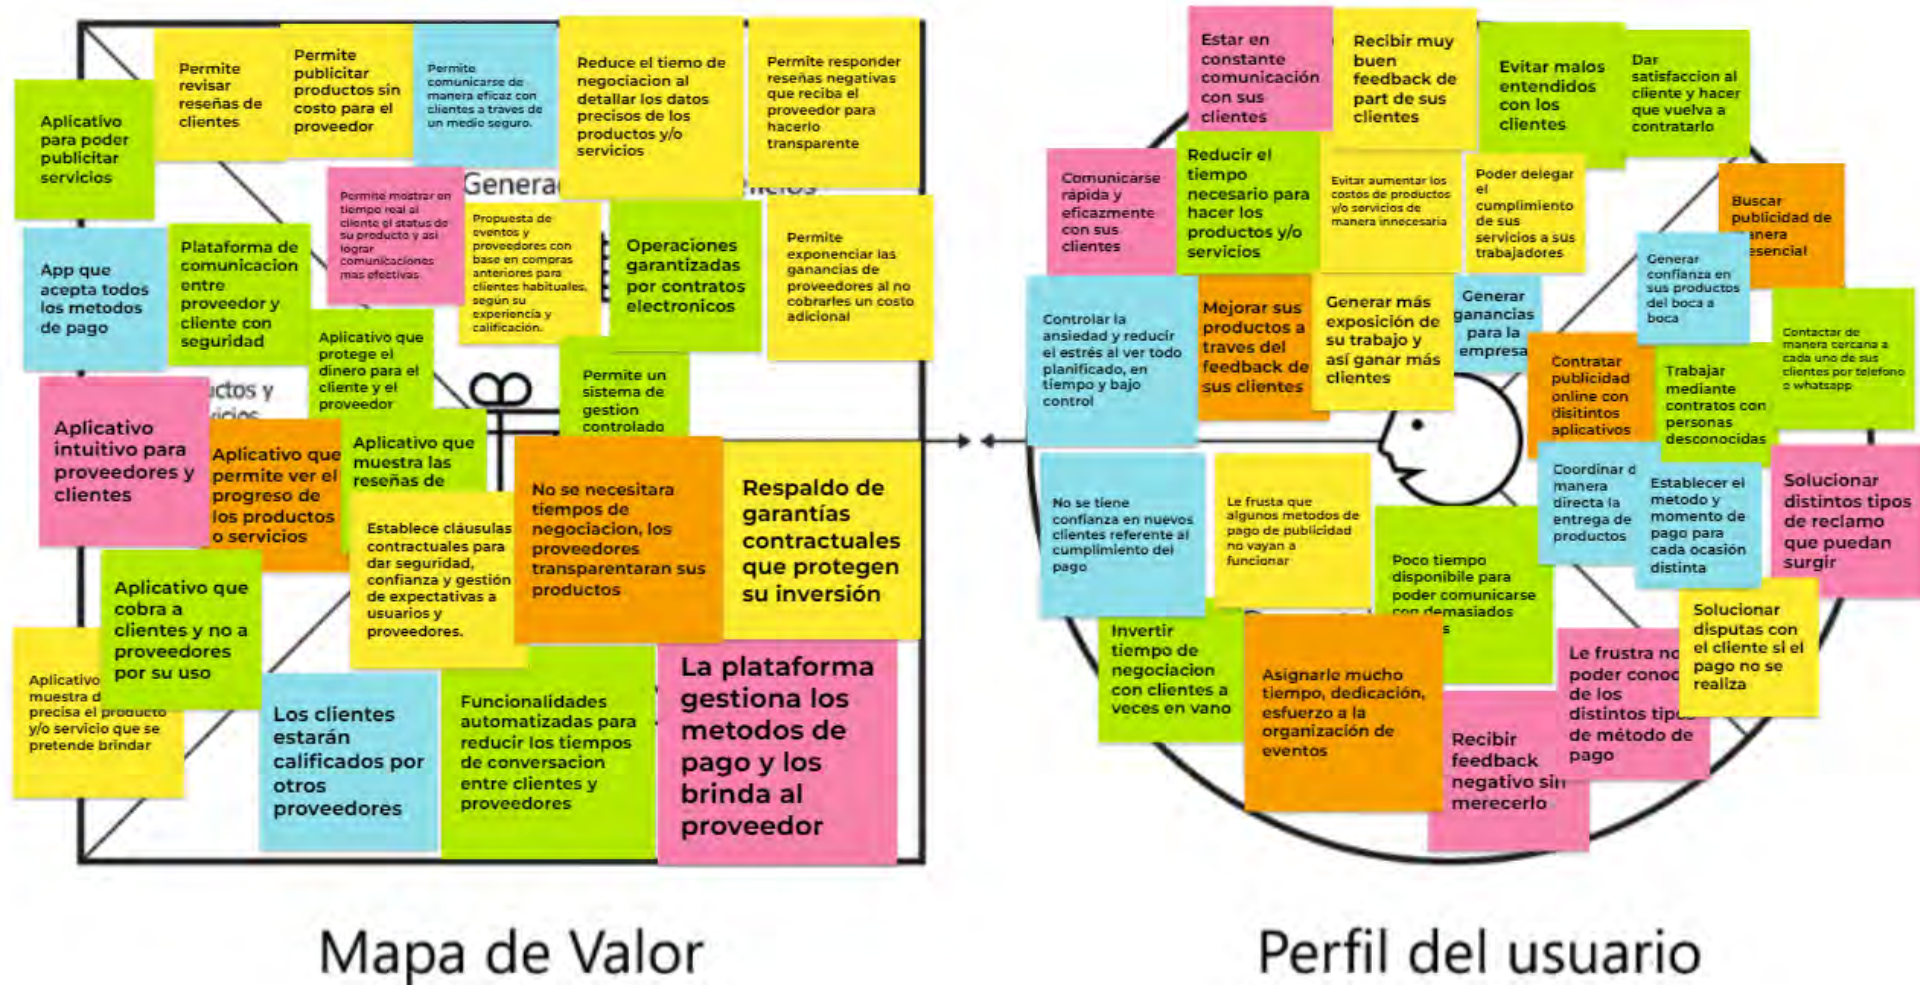 Aplicativo
para poder
publicitar
servicios
Permite
revisar
reseñas de
clientes
Permite
publicitar
productos sin
costo para el
proveedor
Permite
comunicarse de
manera eficaz con
clientes a traves de
un medio seguro.
Reduce el tiemo de
negociacion al
detallar los datos
precisos de los
productos y/o
servicios
Permite responder
reseñas negativas
que reciba el
proveedor para
hacerlo
transparente
App que
acepta todos
los metodos
de pago
Plataforma de
comunicacion
entre
proveedor y
cliente con
seguridad
Permite mostrar en
tiempo real al
cliente el status de
su producto y asi
lograr
comunicaciones
mas efectivas
Propuesta de
eventos y
proveedores con
base en compras
anteriores para
clientes habituales,
según su
experiencia y
calificación.
Operaciones
garantizadas
por contratos
electronicos
Permite
exponenciar las
ganancias de
proveedores al no
cobrarles un costo
adicional
Aplicativo que
protege el
dinero para el
cliente y el
proveedor
Permite un
sistema de
gestion
controlado
Aplicativo
intuitivo para
proveedores y
clientes
Aplicativo que
permite ver el
progreso de
los productos
o servicios
Aplicativo que
muestra las
reseñas de
Establece cláusulas
contractuales para
dar seguridad,
confianza y gestión
de expectativas a
usuarios y
proveedores.
No se necesitara
tiempos de
negociacion, los
proveedores
transparentaran sus
productos
Respaldo de
garantías
contractuales
que protegen
su inversión
Aplicativo que
cobra a
clientes y no a
proveedores
por su uso
Aplicativo
muestra
precisa el producto
y/o servicio que se
pretende brindar
Los clientes
estarán
calificados por
otros
proveedores
Funcionalidades
automatizadas para
reducir los tiempos
de conversacion
entre clientes y
proveedores
La plataforma
gestiona los
metodos de
pago y los
brinda al
proveedor
Mapa de Valor
Estar en
constante
comunicación
con sus
clientes
Recibir muy
buen
feedback de
part de sus
clientes
Evitar malos
entendidos
con los
clientes
Dar
satisfaccion al
cliente y hacer
que vuelva a
contratarlo
Comunicarse
rápida y
eficazmente
con sus
clientes
Reducir el
tiempo
necesario para
hacer los
productos y/o
servicios
Evitar aumentar los
costos de productos
y/o servicios de
manera innecesaria
Poder delegar
el
cumplimiento
de sus
servicios a sus
trabajadores
Buscar
publicidad de
manera
Generar
confianza en
sus productos
del boca a
boca
Controlar la
ansiedad y reducir
el estrés al ver todo
planificado, en
tiempo y bajo
control
Mejorar sus
productos a
traves del
feedback de
sus clientes
Generar más
exposición de
su trabajo y
así ganar más
clientes
Generar
ganancias
para la
empresa
Contratar
publicidad
online con
disitintos
aplicativos
Trabajar
mediante
contratos con
personas
desconocidas
Contactar de
manera cercana a
cada uno de sus
clientes por telefono
o whatsapp
No se tiene
confianza en nuevos
clientes referente al
cumplimiento del
pago
Le frusta que
algunos metodos de
pago de publicidad
no vayan a
funcionar
Poco tiempo
disponibile para
poder comunicarse
con demasiados
Coordinar
manera
directa la
entrega de
productos
Establecer el
metodo y
momento de
pago para
cada ocasión
distinta
Solucionar
distintos tipos
de reclamo
que puedan
surgir
Invertir
tiempo de
negociacion
con clientes a
veces en vano
Asignarle mucho
tiempo, dedicación,
esfuerzo a la
organización de
eventos
Recibir
feedback
negativo sin
merecerlo
Le frustra no
poder
de los
distintos tipos
de método de
pago
Solucionar
disputas con
el cliente si el
pago no se
realiza
Perfil del usuario